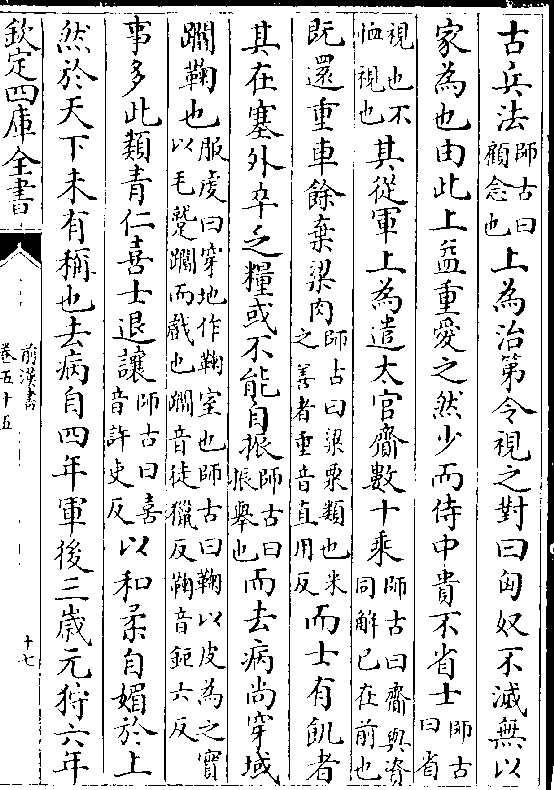 古兵法師古曰顧念也上為治第令視之對曰匈奴不滅無以
家為也由此上益重愛之然少而侍中貴不省士師古曰省
視也不恤視也其從軍上為遣太官齎數十乘師古曰齎與資同解已在前也
既還重車餘棄粱肉師古曰粱粟類也米之善者重音直用反而士有飢者
其在塞外卒乏糧或不能自振師古曰振舉也而去病尚穿域
蹋鞠也服虔曰穿地作鞠室也師古曰鞠以皮為之實以毛蹙蹋而戲也蹋音徒獵反鞠音鉅六反
事多此類青仁喜士退讓師古曰喜音許吏反以和柔自媚於上
然於天下未有稱也去病自四年軍後三歲元狩六年
欽定四庫全書
前漢書
卷五十五
十七